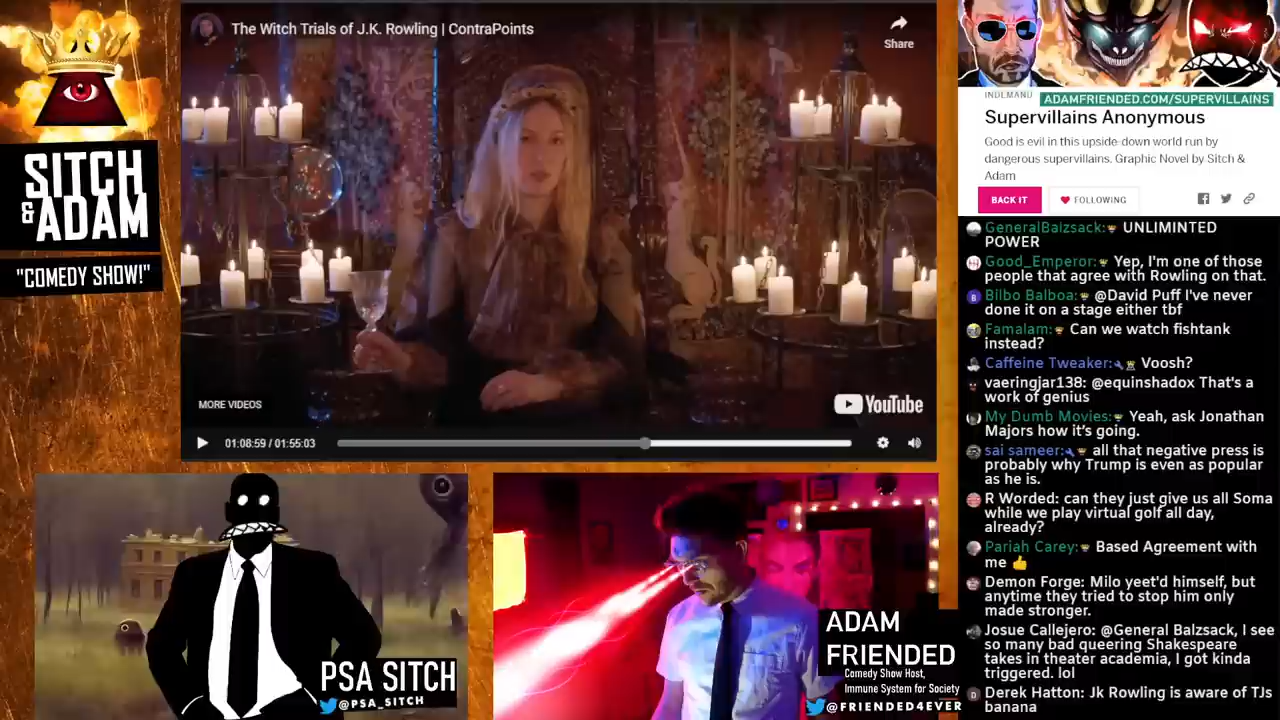 The Witch Trials of J.K. Rowling | ContraPoints
Share
MORE VIDEOS
YouTube
01:08:59 / 01:55:03
SITCH
& ADAM
"COMEDY SHOW!"
PSA SITCH
@PSA_SITCH
ADAM
FRIENDED
Comedy Show Host,
Immune System for Society
@FRIENDED4EVER
INDEMAND
ADAMFRIENDED.COM/SUPERVILLAINS
Supervillains Anonymous
Good is evil in this upside-down world run by
dangerous supervillains. Graphic Novel by Sitch &
Adam
BACK IT
FOLLOWING
GeneralBalzsack: UNLIMINTED
POWER
Good_Emperor: Yep, I'm one of those
people that agree with Rowling on that.
Bilbo Balboa: @David Puff I've never
done it on a stage either tbf
Famalam: Can we watch fishtank
instead?
Caffeine Tweaker: Voosh?
vaeringjar138: @equinshadox That's a
work of genius
My Dumb Movies: Yeah, ask Jonathan
Majors how it's going.
sai sameer: all that negative press is
probably why Trump is even as popular
as he is.
R Worded: can they just give us all Soma
while we play virtual golf all day,
already?
Pariah Carey: Based Agreement with
me 👍
Demon Forge: Milo yeet'd himself, but
anytime they tried to stop him only
made stronger.
Josue Callejero: @General Balzsack, I see
so many bad queering Shakespeare
takes in theater academia, I got kinda
triggered. lol
Derek Hatton: Jk Rowling is aware of TJs
banana